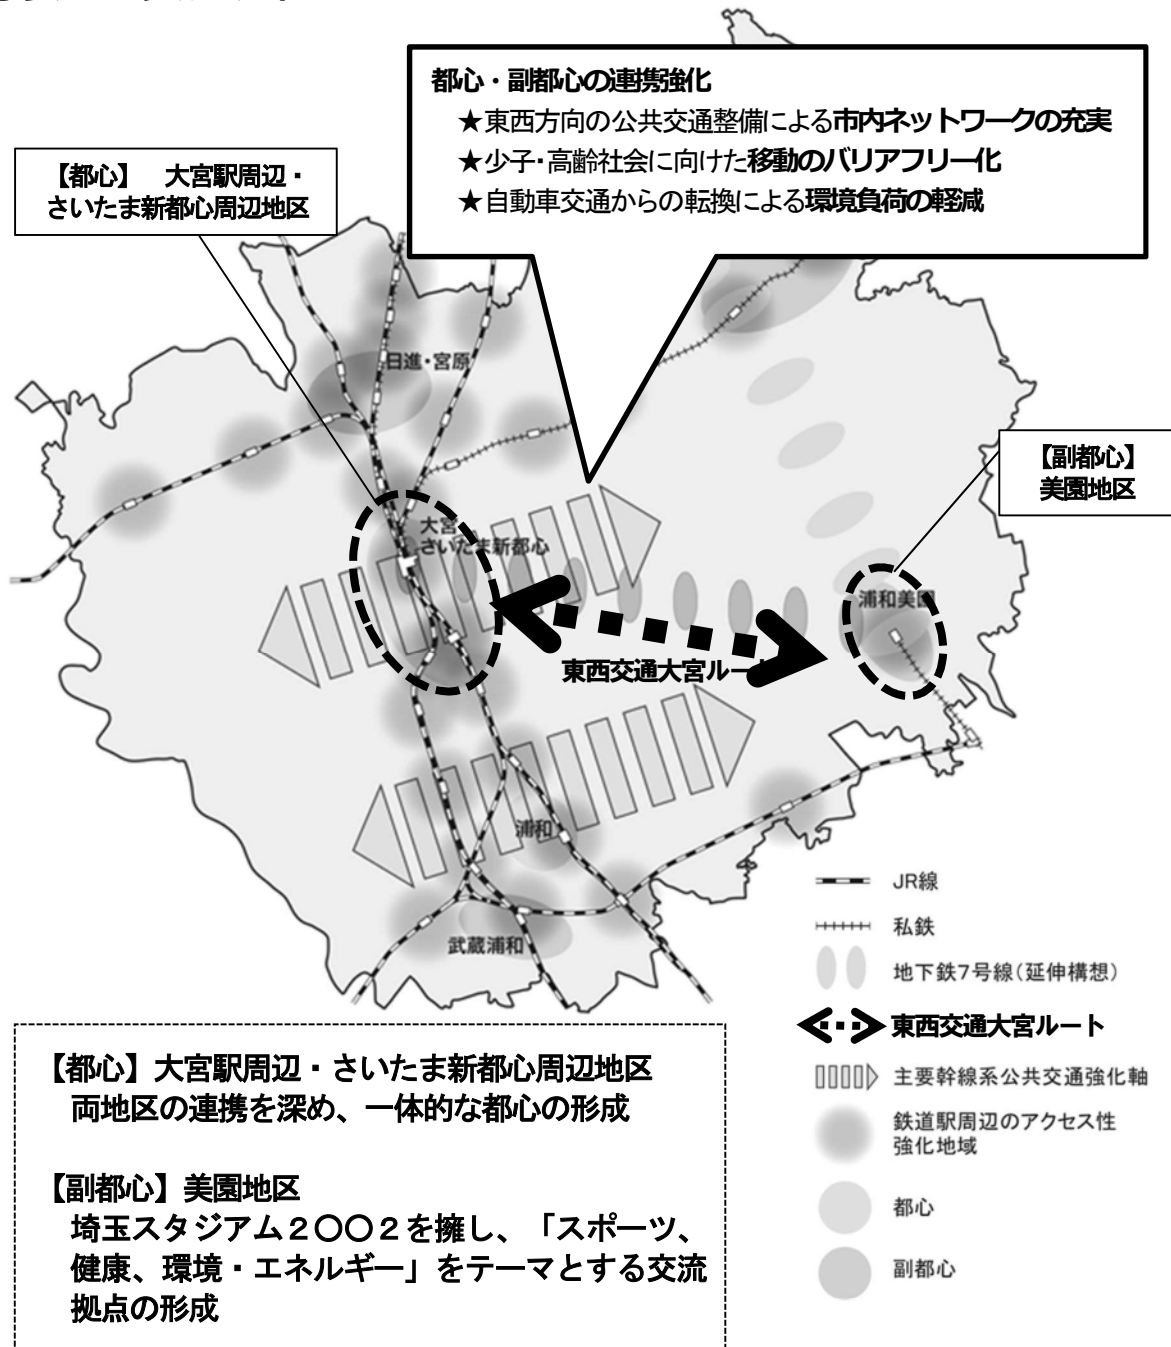 都心・副都心の連携強化
★東西方向の公共交通整備による市内ネットワークの充実
★少子・高齢社会に向けた移動のバリアフリー化
★自動車交通からの転換による環境負荷の軽減
【都心】　大宮駅周辺・
さいたま新都心周辺地区
日進・宮原
【副都心】
美園地区
大宮
さいたま新都心
浦和美園
東西交通大宮ルート
浦和
武蔵浦和
JR線
私鉄
地下鉄7号線(延伸構想)
東西交通大宮ルート
主要幹線系公共交通強化軸
鉄道駅周辺のアクセス性
強化地域
都心
副都心
【都心】大宮駅周辺・さいたま新都心周辺地区
両地区の連携を深め、一体的な都心の形成
【副都心】美園地区
埼玉スタジアム２〇〇２を擁し、「スポーツ、
健康、環境・エネルギー」をテーマとする交流
拠点の形成